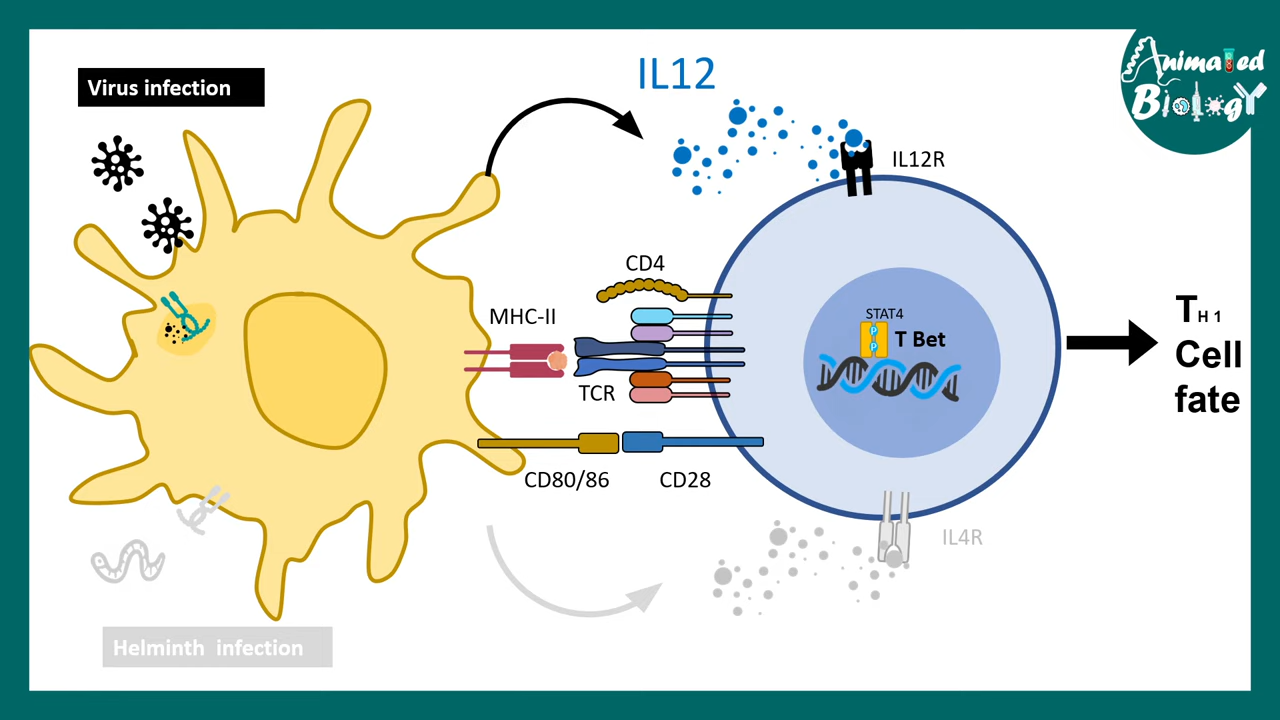 Virus infection
IL12
Animated
Biology
IL12R
CD4
MHC-II
TCR
STAT4
P
P
T Bet
TH1
Cell
fate
CD80/86
CD28
IL4R
Helminth infection